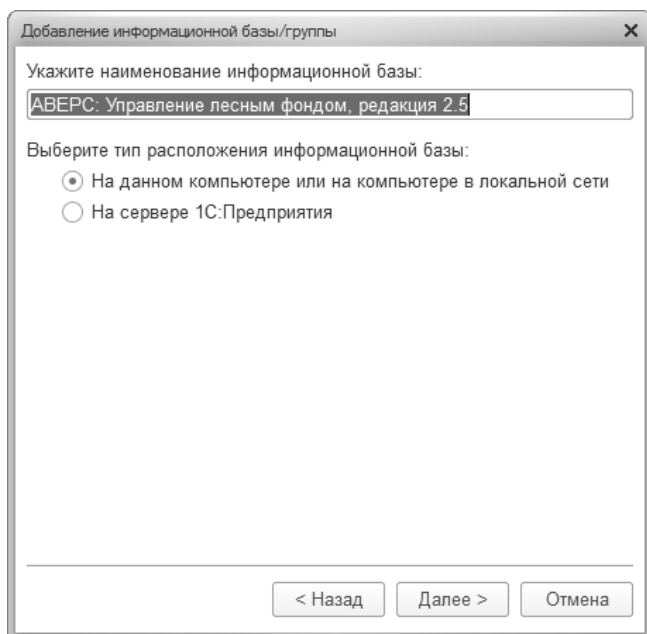 Добавление информационной базы/группы
Укажите наименование информационной базы:
АВЕРС: Управление лесным фондом, редакция 2.5
Выберите тип расположения информационной базы:
На данном компьютере или на компьютере в локальной сети
На сервере 1С:Предприятия
< Назад Далее > Отмена